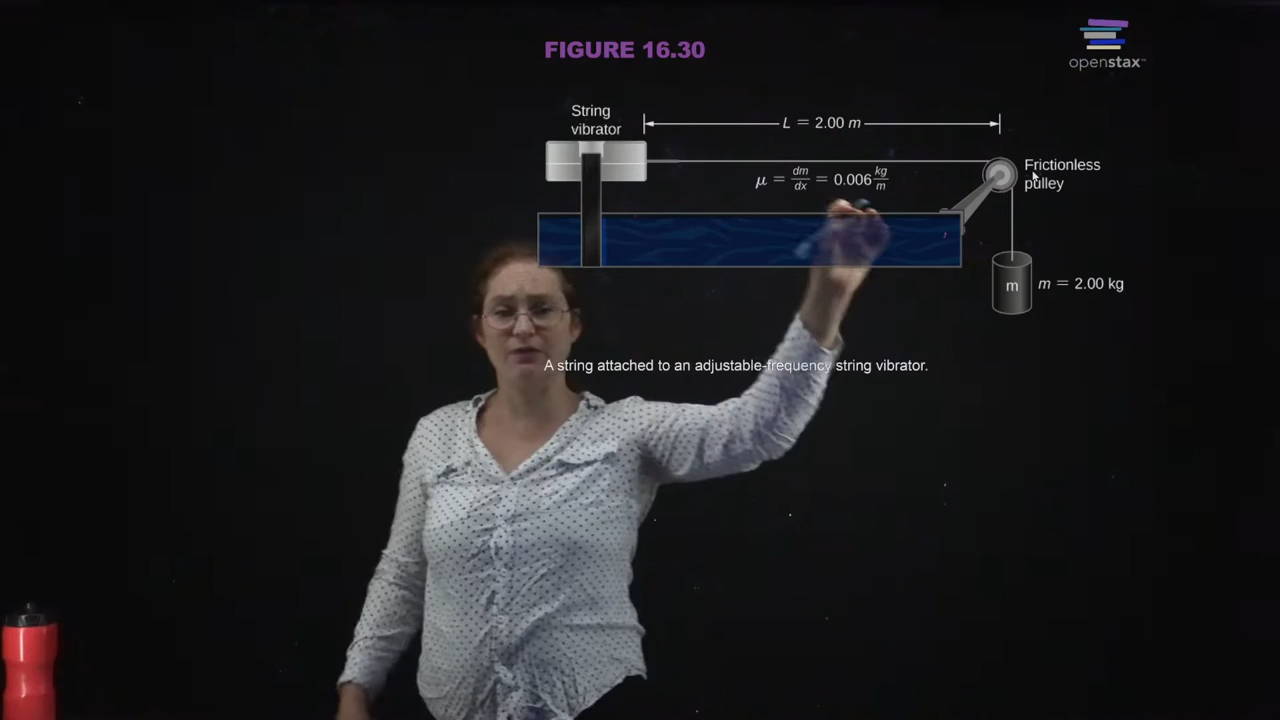 FIGURE 16.30
openstax™
String
vibrator
L = 2.00 m
μ = dm/dx = 0.006 kg/m
Frictionless
pulley
m
m = 2.00 kg
A string attached to an adjustable-frequency string vibrator.